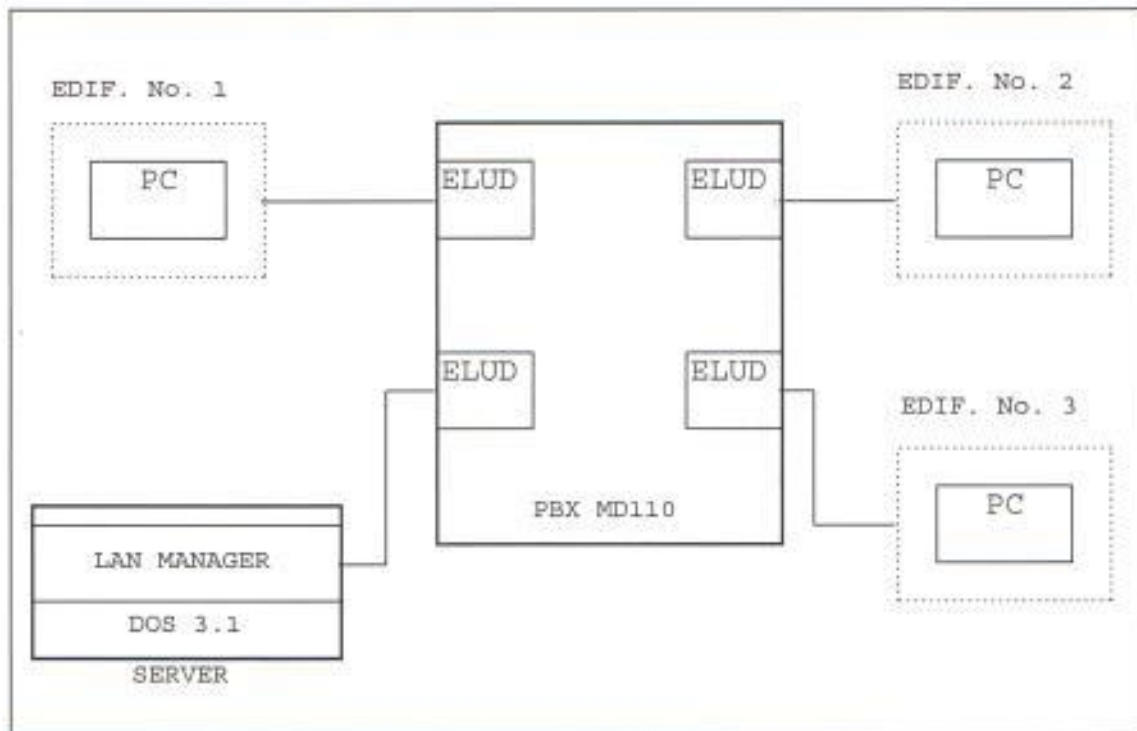 EDIF. No. 1
EDIF. No. 2
PC
ELUD
ELUD
PC
ELUD
ELUD
EDIF. No. 3
PC
PBX MD110
LAN MANAGER
DOS 3.1
SERVER